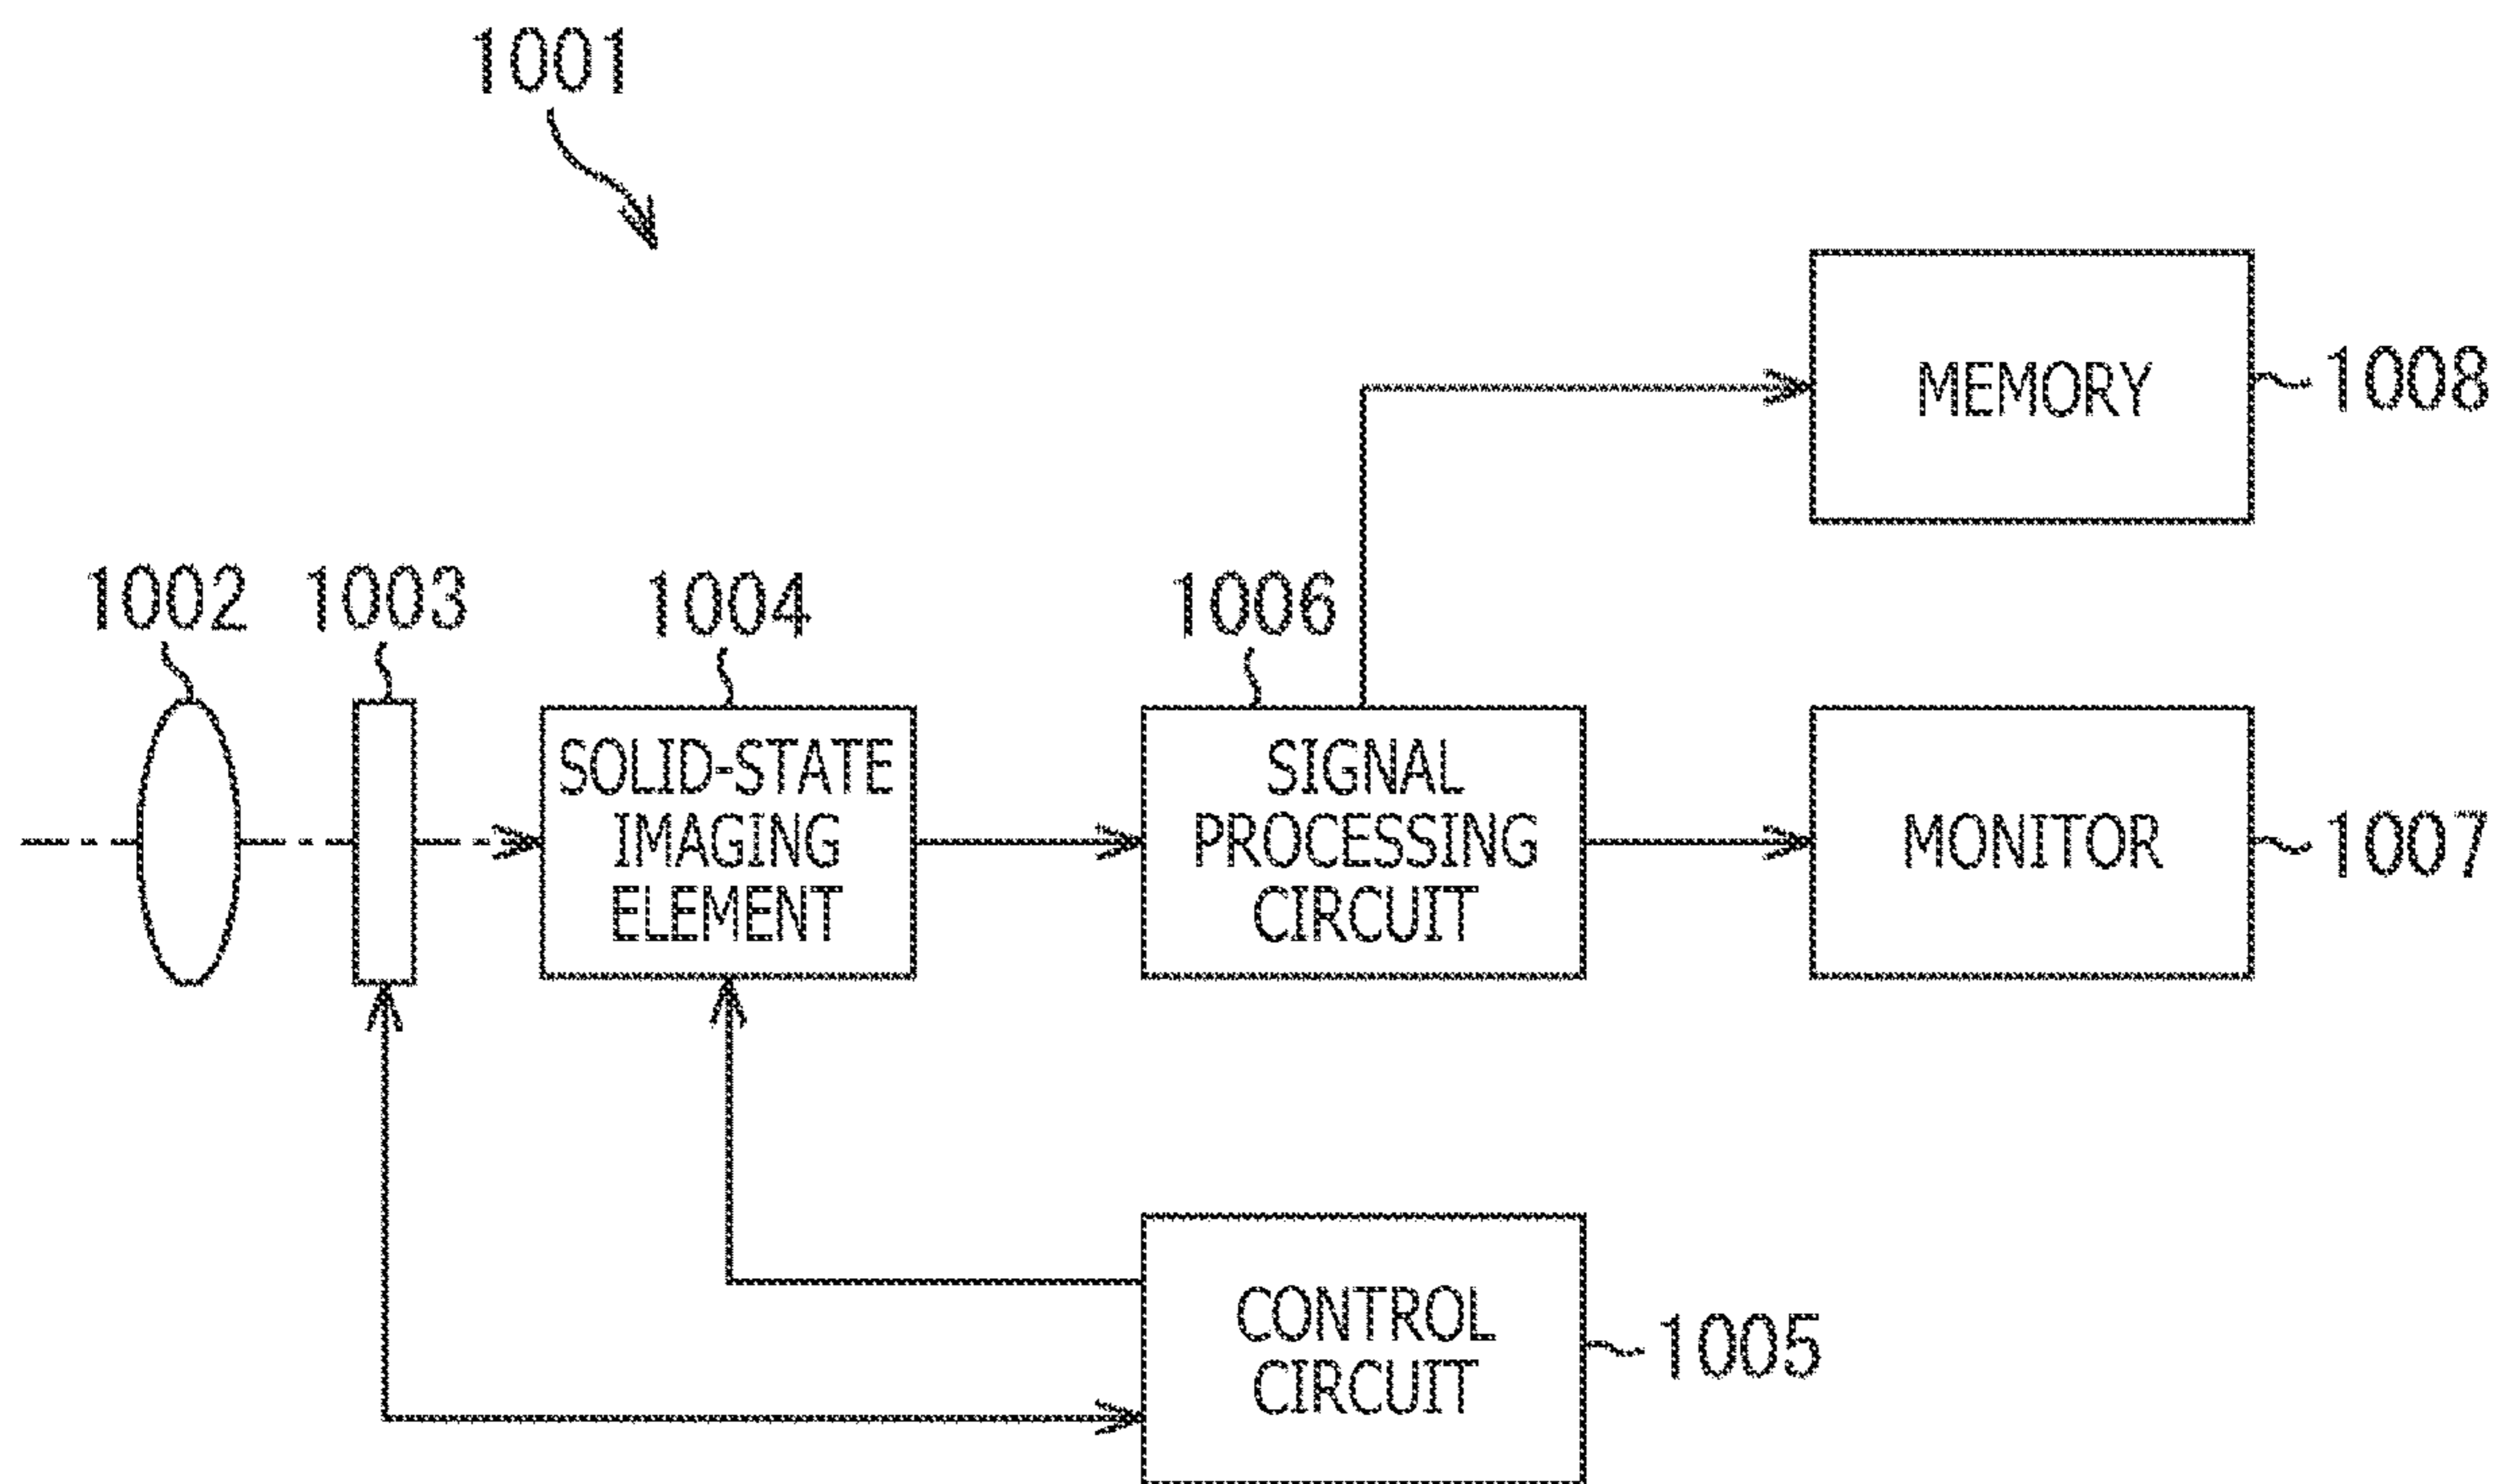 1001
MEMORY
1008
1002
1003
1004
1006
SOLID-STATE
IMAGING
ELEMENT
SIGNAL
PROCESSING
CIRCUIT
MONITOR
1007
CONTROL
CIRCUIT
1005